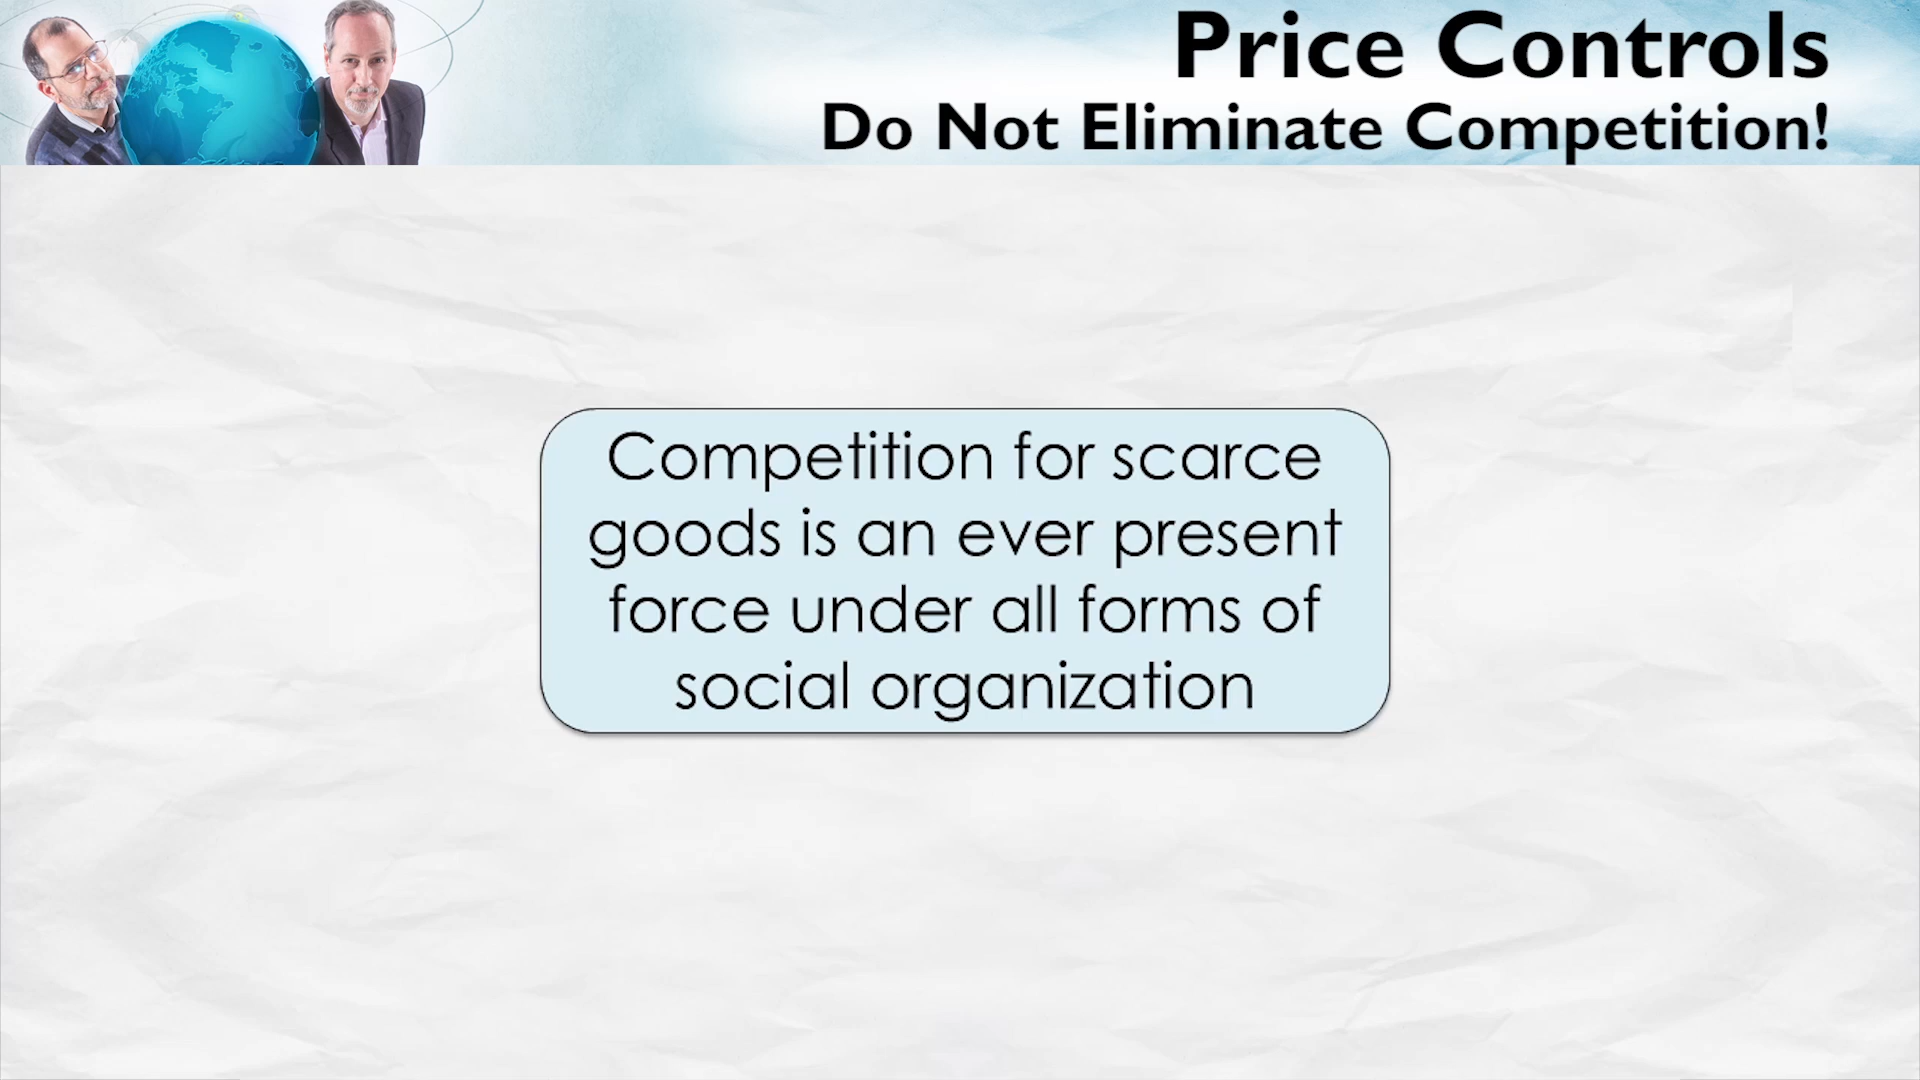 Price Controls
Do Not Eliminate Competition!
Competition for scarce
goods is an ever present
force under all forms of
social organization